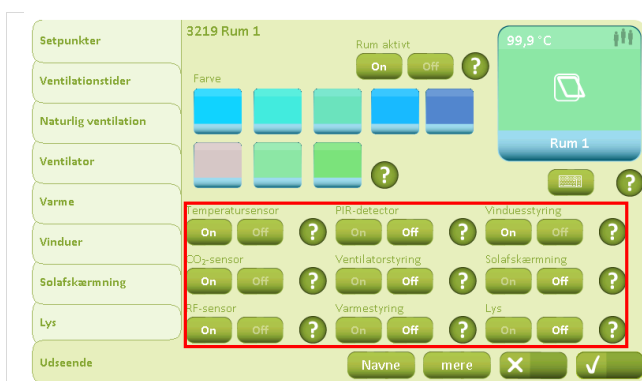 Setpunkter
Ventilationstider
Naturlig ventilation
Ventilator
Varme
Vinduer
Solafskærmning
Lys
Udseende
3219 Rum 1
Rum aktivt
On Off ?
Farve
?
99,9 °C
Rum 1
?
Temperatursensor PIR-detector Vinduesstyring
On Off ? On Off ? On Off ?
CO₂-sensor Ventilatorstyring Solafskærmning
On Off ? On Off ? On Off ?
RF-sensor Varmestyring Lys
On Off ? On Off ? On Off ?
Navne mere